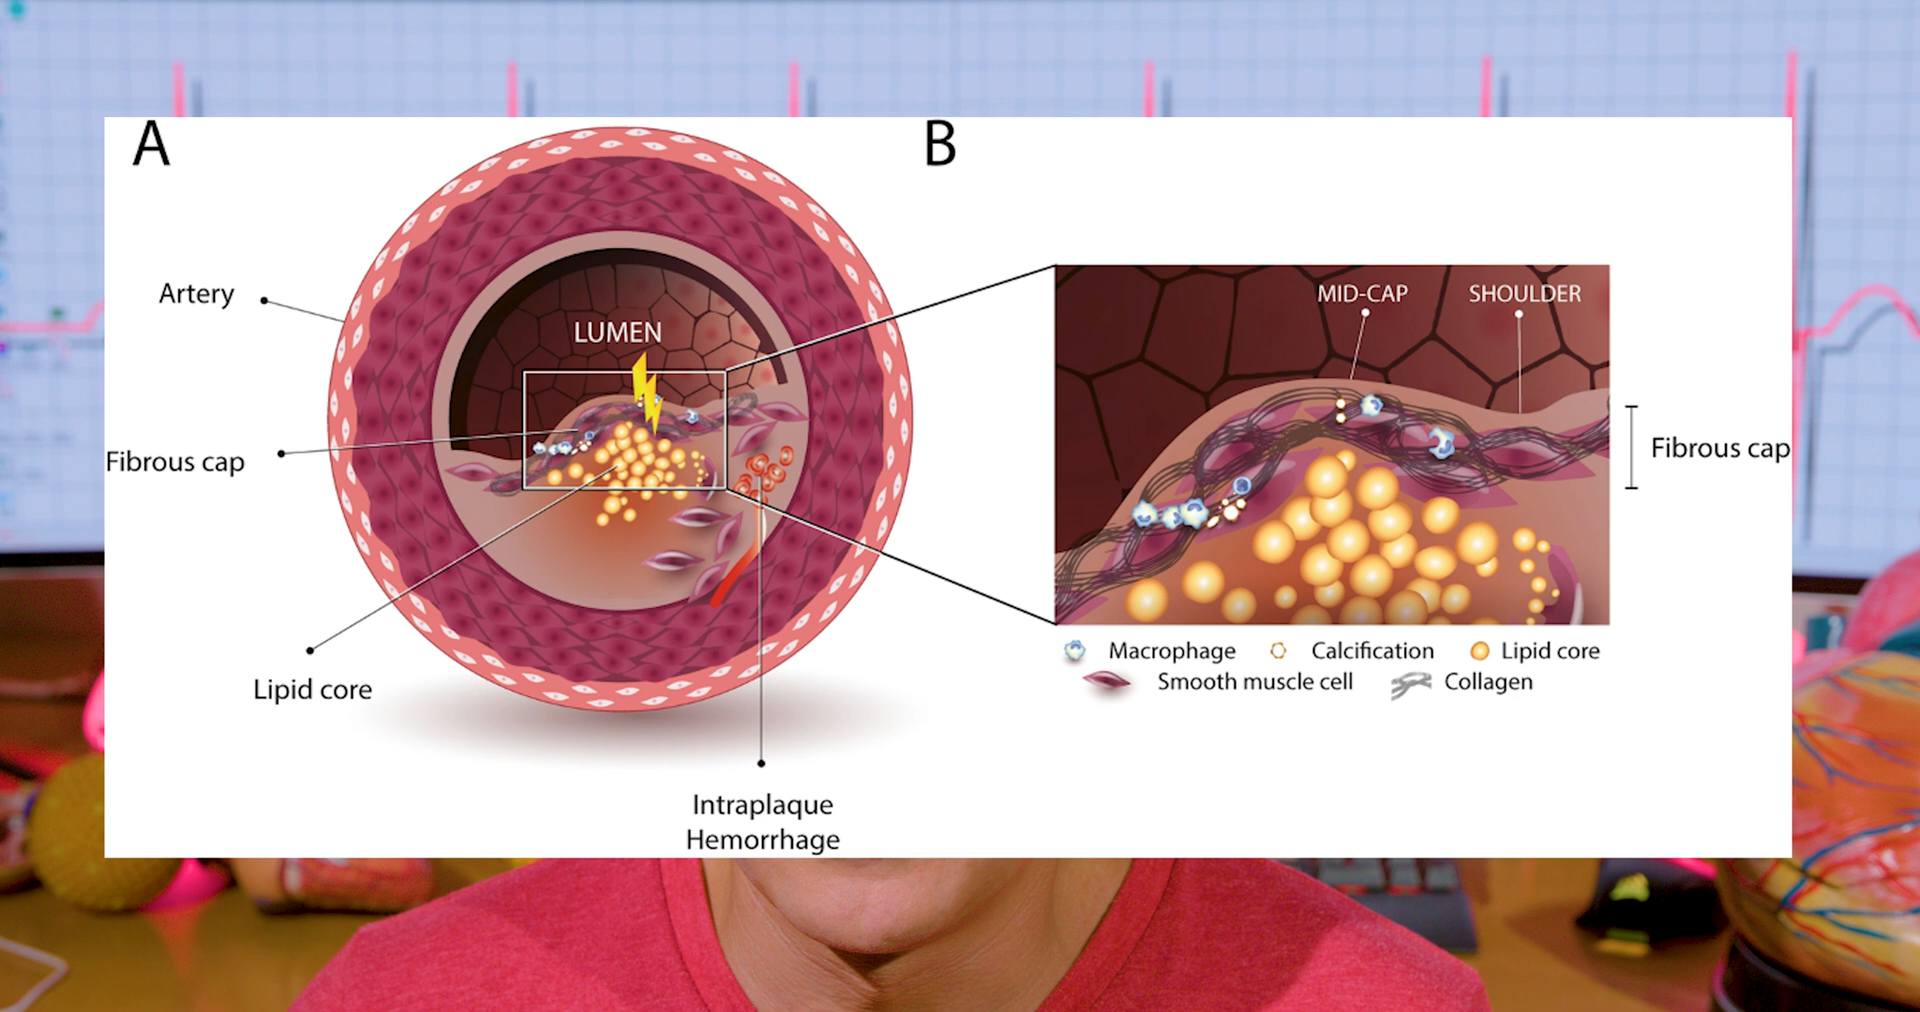 A
B
Artery
LUMEN
Fibrous cap
Lipid core
Intraplaque
Hemorrhage
MID-CAP
SHOULDER
Fibrous cap
Macrophage
Calcification
Lipid core
Smooth muscle cell
Collagen